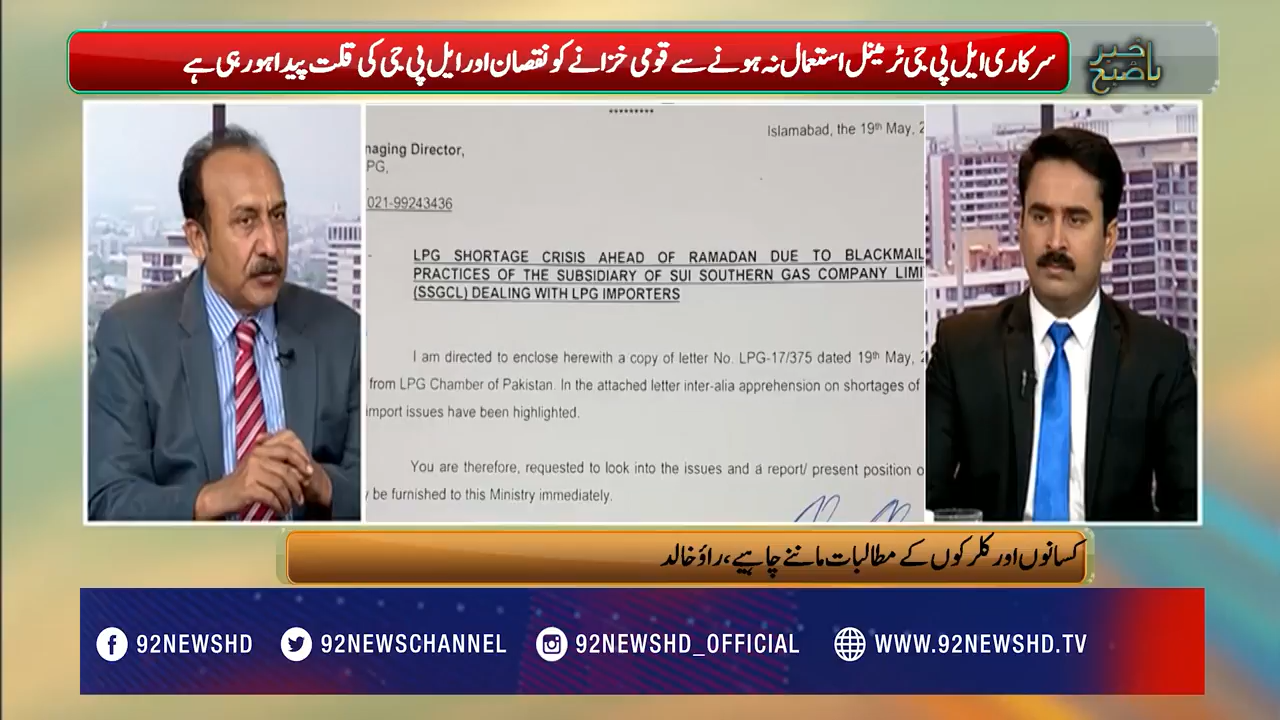 سرکاری ایل پی جی ٹرمینل استعمال نہ ہونے سے قومی خزانے کو نقصان اور ایل پی جی کی قلت پیدا ہو رہی ہے
باخبر صبح
*********
Islamabad, the 19th May, 2
naging Director,
PG,
021-99243436
LPG SHORTAGE CRISIS AHEAD OF RAMADAN DUE TO BLACKMAIL
PRACTICES OF THE SUBSIDIARY OF SUI SOUTHERN GAS COMPANY LIMI
(SSGCL) DEALING WITH LPG IMPORTERS
I am directed to enclose herewith a copy of letter No. LPG-17/375 dated 19th May, 2
from LPG Chamber of Pakistan. In the attached letter inter-alia apprehension on shortages of
import issues have been highlighted.
You are therefore, requested to look into the issues and a report/ present position o
y be furnished to this Ministry immediately.
کسانوں اور کلرکوں کے مطالبات ماننے چاہیے، راؤ خالد
92NEWSHD 92NEWSCHANNEL 92NEWSHD_OFFICIAL WWW.92NEWSHD.TV